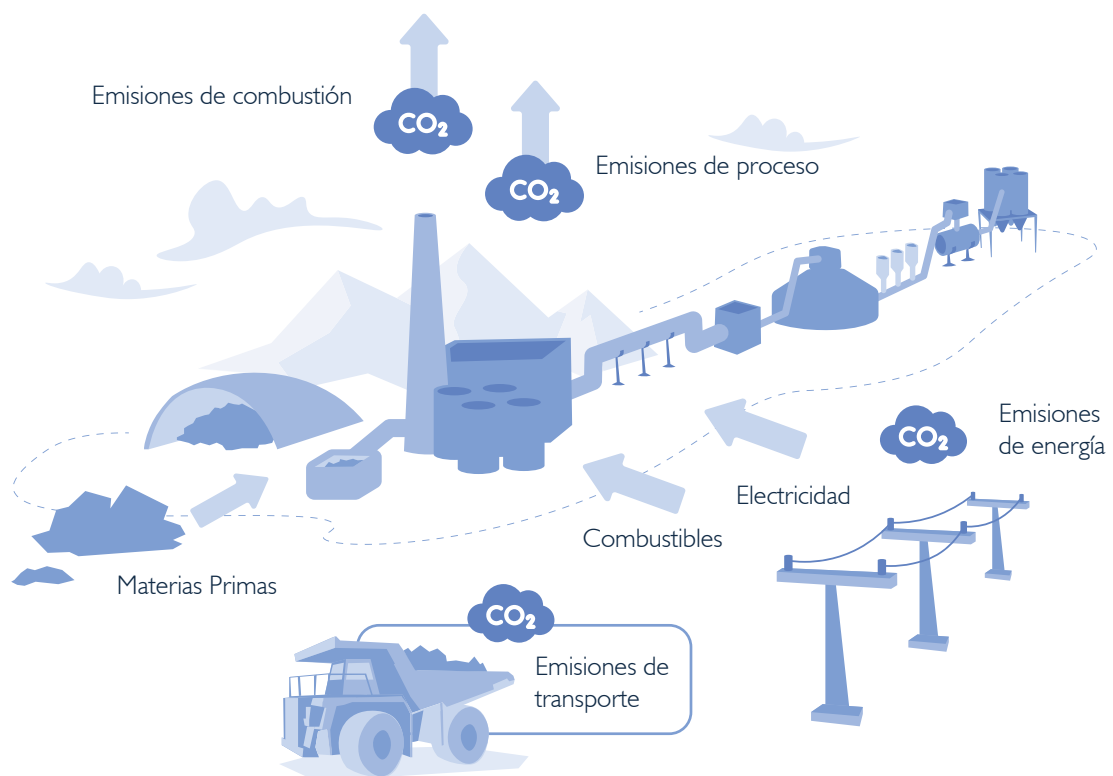 CO₂
Emisiones de combustión
CO₂
Emisiones de proceso
CO₂
Emisiones
de energía
Electricidad
Combustibles
Materias Primas
CO₂
Emisiones de
transporte